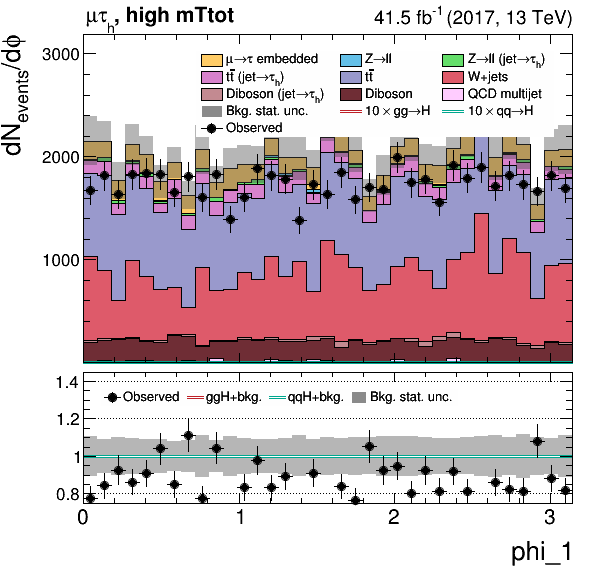 μτh, high mTtot 41.5 fb⁻¹ (2017, 13 TeV)
dNevents/dϕ
3000
2000
1000
μ→τ embedded Z→ll Z→ll (jet→τh)
tt̄ (jet→τh) tt̄ W+jets
Diboson (jet→τh) Diboson QCD multijet
Bkg. stat. unc. 10 × gg→H 10 × qq→H
Observed
1.4
1.2
1
0.8
Observed ggH+bkg. qqH+bkg. Bkg. stat. unc.
0 1 2 3
phi_1